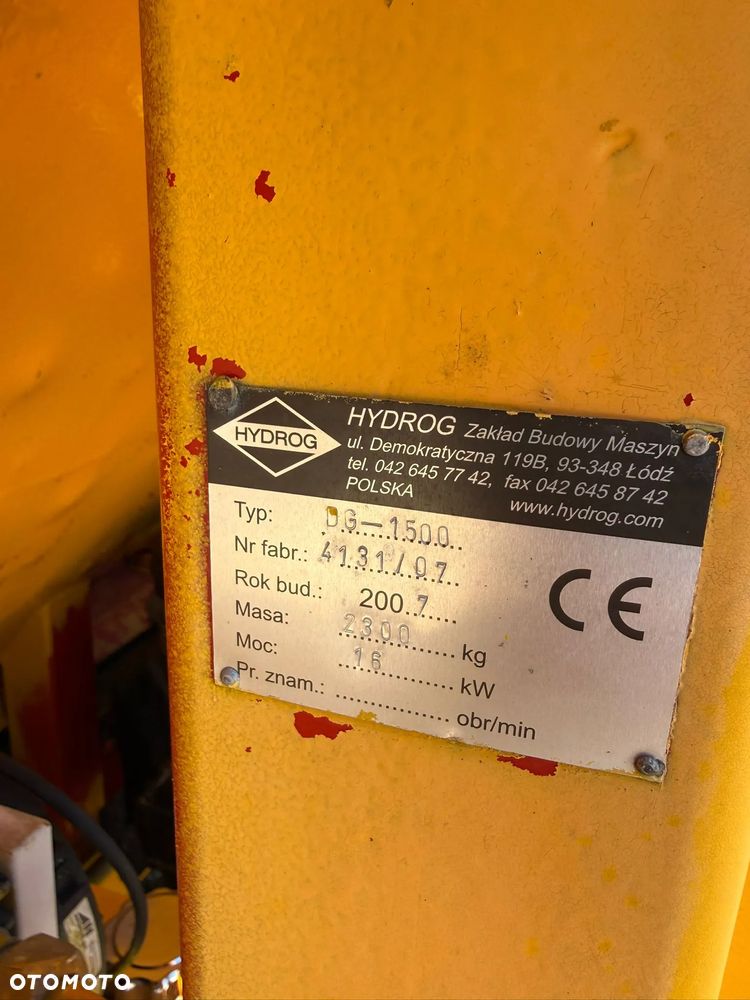 HYDROG
HYDROG Zakład Budowy Maszyn
ul. Demokratyczna 119B, 93-348 Łódź
tel. 042 645 77 42, fax 042 645 87 42
POLSKA
www.hydrog.com
Typ: DG-1500
Nr fabr.: 4131/07
Rok bud.: 2007
Masa: 2300 kg
Moc: 16 kW
Pr. znam.: ................ obr/min
CE
OTOMOTO